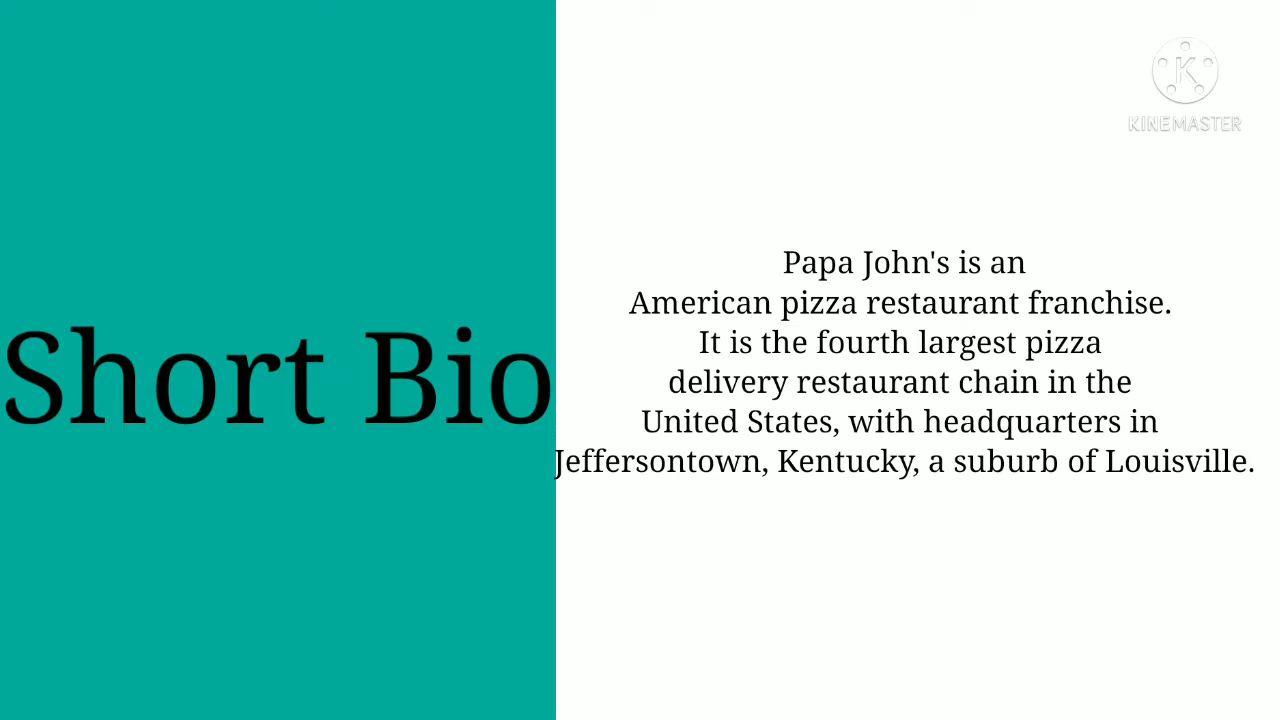 KINEMASTER
Short Bio
Papa John's is an
American pizza restaurant franchise.
It is the fourth largest pizza
delivery restaurant chain in the
United States, with headquarters in
Jeffersontown, Kentucky, a suburb of Louisville.